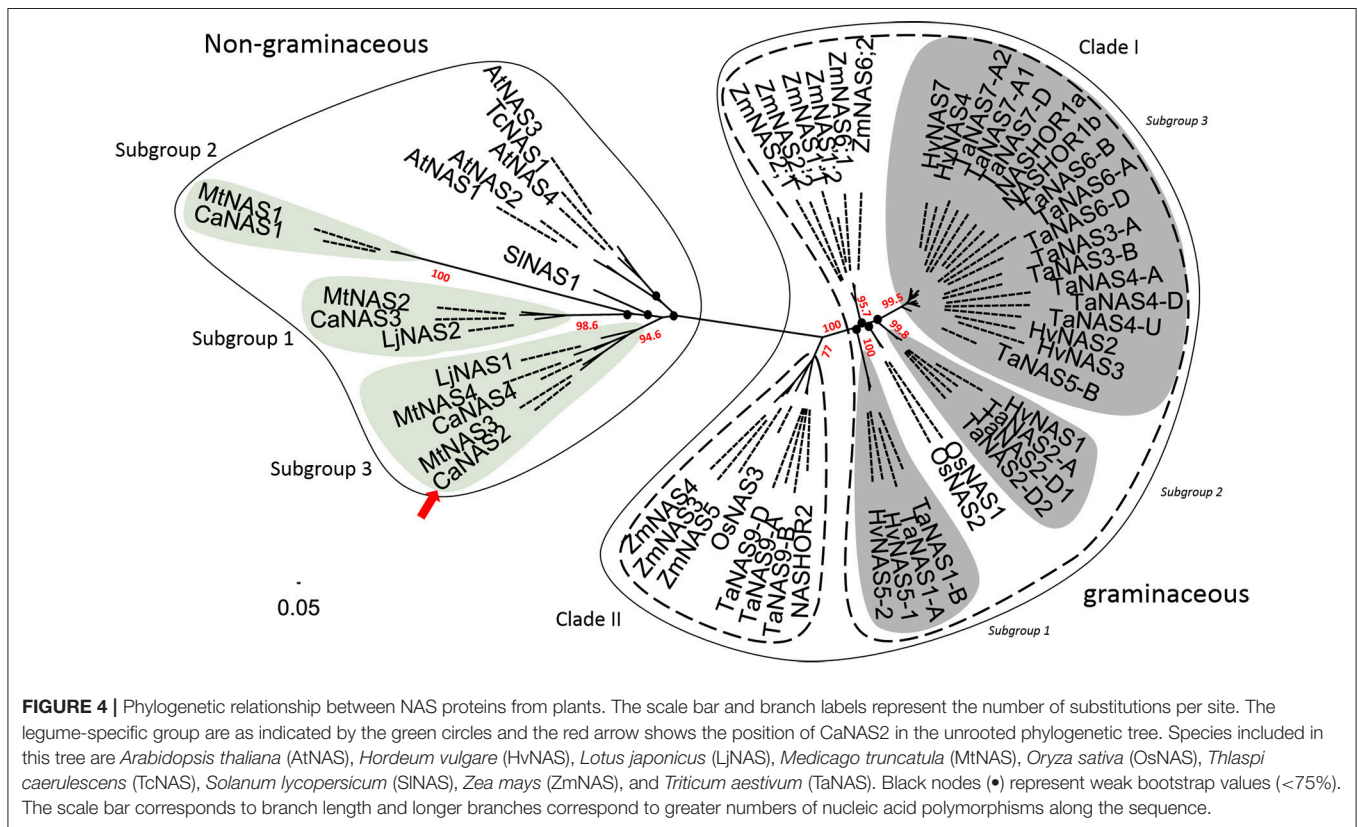 Non-graminaceous
Clade I
Subgroup 2
Subgroup 3
AtNAS3
TcNAS1
AtNAS4
AtNAS2
AtNAS1
MtNAS1
CaNAS1
SlNAS1
100
MtNAS2
CaNAS3
LjNAS2
98.6
Subgroup 1
94.6
LjNAS1
MtNAS4
CaNAS4
MtNAS3
CaNAS2
Subgroup 3
0.05
ZmNAS2;1
ZmNAS2;2
ZmNAS1;1
ZmNAS1;2
ZmNAS6;1
ZmNAS6;2
HvNAS7
HvNAS4
TaNAS7-A2
TaNAS7-A1
TaNAS7-D
NASHOR1a
NASHOR1b
TaNAS6-B
TaNAS6-A
TaNAS6-D
TaNAS3-A
TaNAS3-B
TaNAS4-A
TaNAS4-D
TaNAS4-U
HvNAS2
HvNAS3
TaNAS5-B
95.7
99.5
100
99.8
100
77
HvNAS1
TaNAS2-A
TaNAS2-D1
TaNAS2-D2
Subgroup 2
OsNAS1
OsNAS2
TaNAS1-B
TaNAS1-A
HvNAS5-1
HvNAS5-2
Subgroup 1
graminaceous
ZmNAS4
ZmNAS3
ZmNAS5
OsNAS3
TaNAS9-D
TaNAS9-A
TaNAS9-B
NASHOR2
Clade II
FIGURE 4 | Phylogenetic relationship between NAS proteins from plants. The scale bar and branch labels represent the number of substitutions per site. The
legume-specific group are as indicated by the green circles and the red arrow shows the position of CaNAS2 in the unrooted phylogenetic tree. Species included in
this tree are Arabidopsis thaliana (AtNAS), Hordeum vulgare (HvNAS), Lotus japonicus (LjNAS), Medicago truncatula (MtNAS), Oryza sativa (OsNAS), Thlaspi
caerulescens (TcNAS), Solanum lycopersicum (SlNAS), Zea mays (ZmNAS), and Triticum aestivum (TaNAS). Black nodes (•) represent weak bootstrap values (<75%).
The scale bar corresponds to branch length and longer branches correspond to greater numbers of nucleic acid polymorphisms along the sequence.